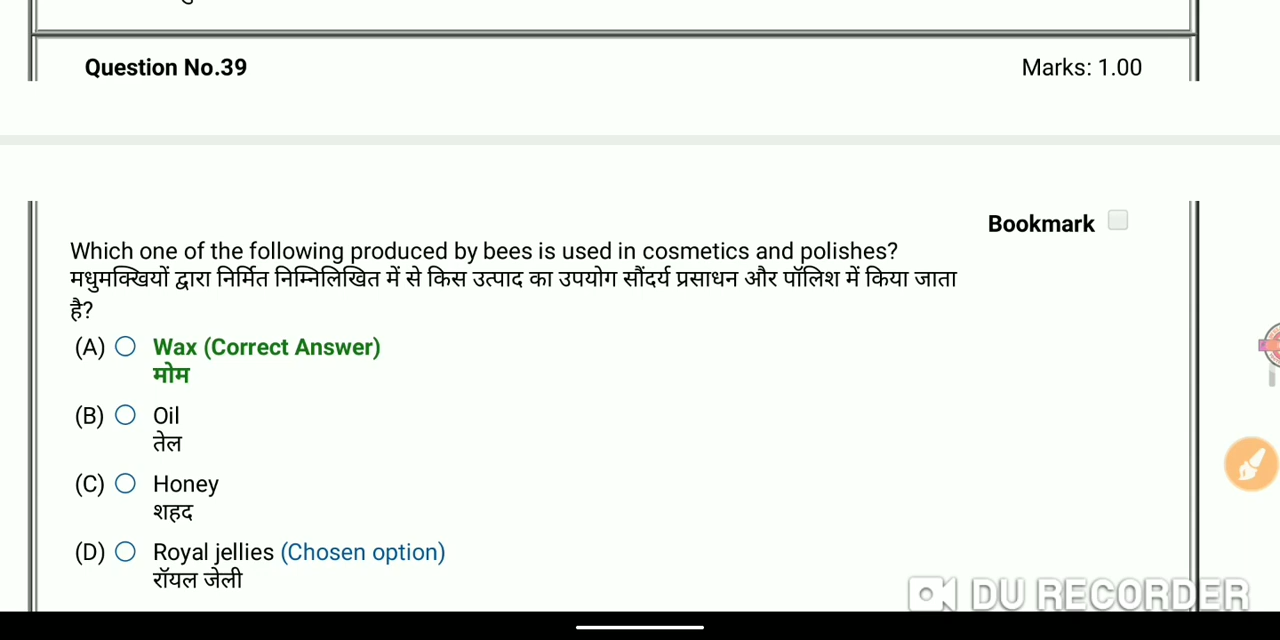 Question No.39
Marks: 1.00
Bookmark
Which one of the following produced by bees is used in cosmetics and polishes?
मधुमक्खियों द्वारा निर्मित निम्निलिखित में से किस उत्पाद का उपयोग सौंदर्य प्रसाधन और पॉलिश में किया जाता
है?
(A) Wax (Correct Answer)
मोम
(B) Oil
तेल
(C) Honey
शहद
(D) Royal jellies (Chosen option)
रॉयल जेली
DU RECORDER